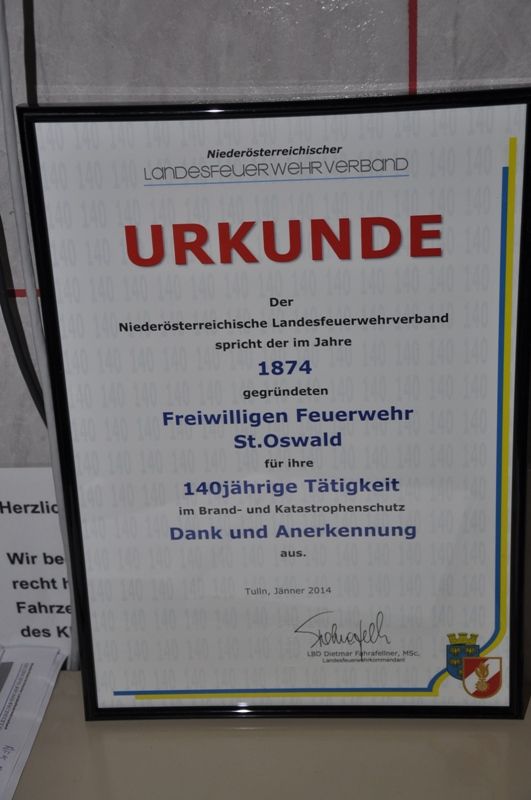 Niederösterreichischer
LANDESFEUERWEHRVERBAND
URKUNDE
Der
Niederösterreichische Landesfeuerwehrverband
spricht der im Jahre
1874
gegründeten
Freiwilligen Feuerwehr
St.Oswald
für ihre
140jährige Tätigkeit
im Brand- und Katastrophenschutz
Dank und Anerkennung
aus.
Tulln, Jänner 2014
LBD Dietmar Fahrafellner, MSc.
Landesfeuerwehrkommandant
Herzlic
Wir be
recht h
Fahrze
des K